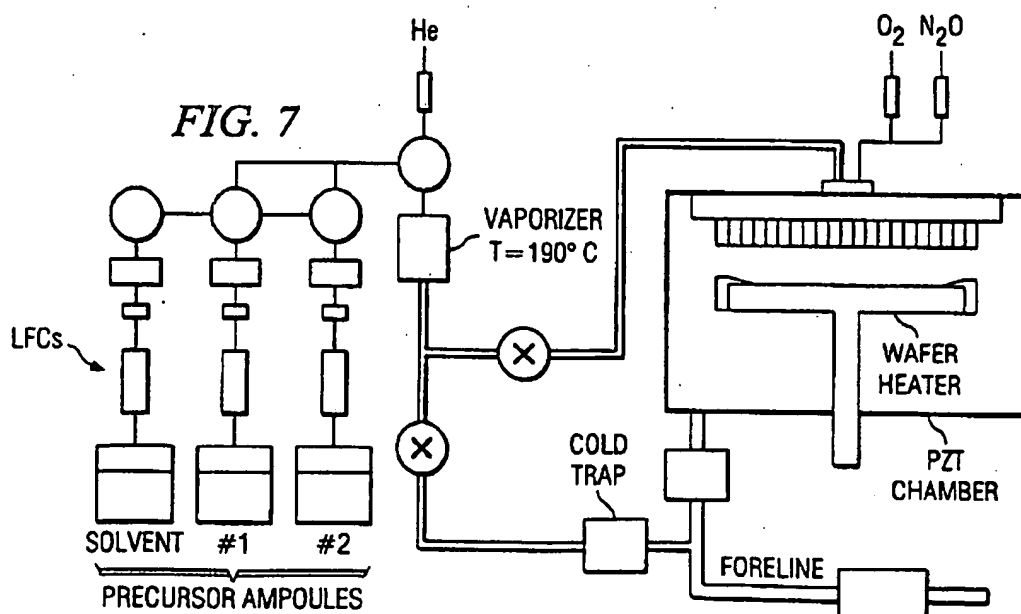 He
O2 N2O
FIG. 7
VAPORIZER
T=190° C
LFCs
WAFER
HEATER
COLD
TRAP
PZT
CHAMBER
SOLVENT #1 #2
FORELINE
PRECURSOR AMPOULES